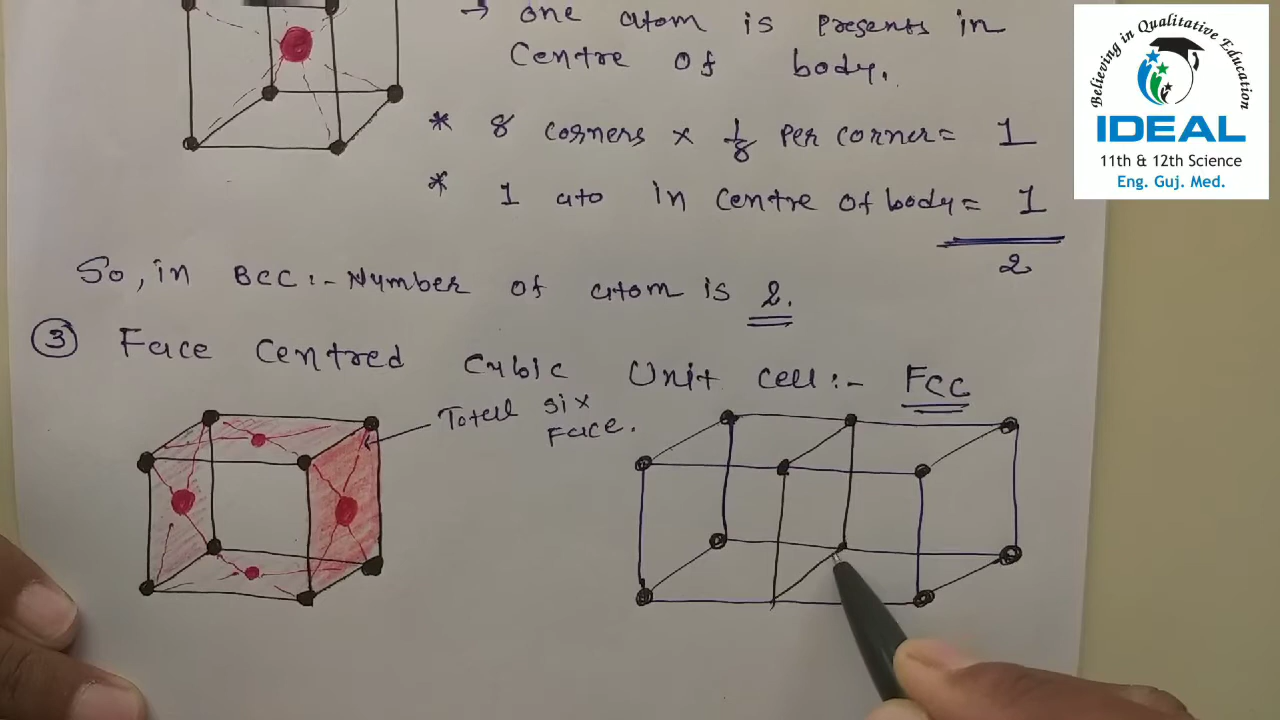 → one atom is presents in
Centre of body.
* 8 corners × 1/8 per corner = 1
* 1 ato in centre of body = 1
2
So, in BCC :- Number of atom is 2.
③ Face Centred Cubic Unit cell :- FCC
Total six
Face.
Believing in Qualitative Education
IDEAL
11th & 12th Science
Eng. Guj. Med.